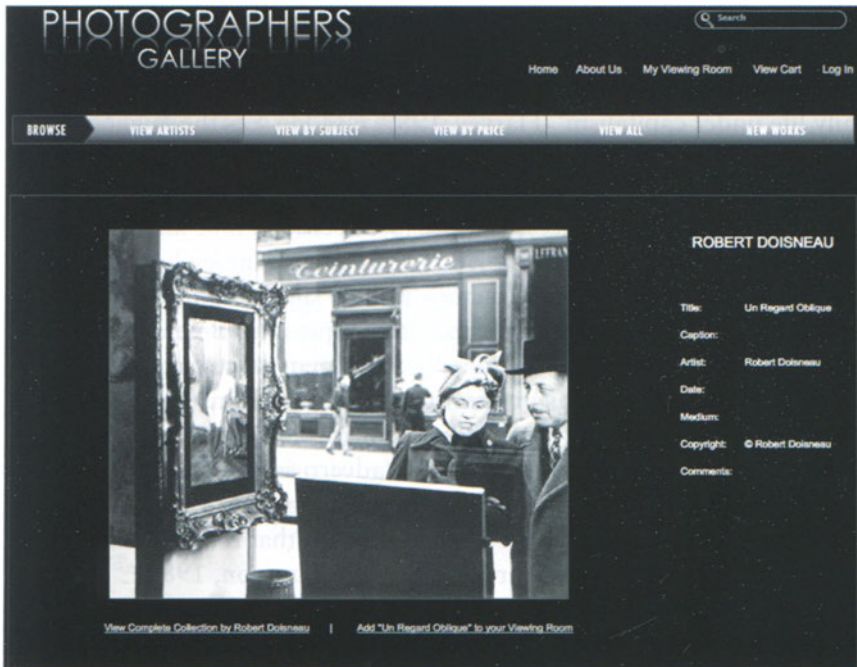 PHOTOGRAPHERS
GALLERY
Search
Home About Us My Viewing Room View Cart Log In
BROWSE VIEW ARTISTS VIEW BY SUBJECT VIEW BY PRICE VIEW ALL NEW WORKS
Teinturerie
ROBERT DOISNEAU
Title: Un Regard Oblique
Caption:
Artist: Robert Doisneau
Date:
Medium:
Copyright: © Robert Doisneau
Comments:
View Complete Collection by Robert Doisneau | Add "Un Regard Oblique" to your Viewing Room